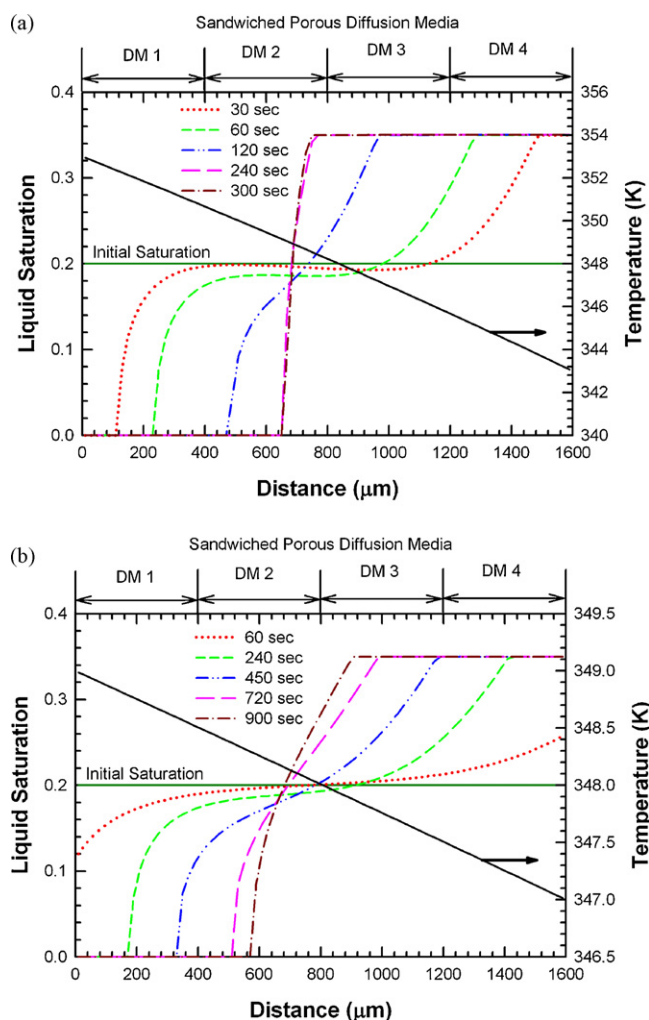 (a)
Sandwiched Porous Diffusion Media
DM 1 DM 2 DM 3 DM 4
0.4 356
30 sec
60 sec
120 sec
240 sec
300 sec
354
0.3
352
350
Initial Saturation
0.2 348
346
0.1
344
342
0.0 340
Liquid Saturation
Temperature (K)
0 200 400 600 800 1000 1200 1400 1600
Distance (μm)
(b)
Sandwiched Porous Diffusion Media
DM 1 DM 2 DM 3 DM 4
0.4 349.5
60 sec
240 sec
450 sec
720 sec
900 sec
349.0
0.3
348.5
Initial Saturation
0.2 348.0
347.5
0.1
347.0
0.0 346.5
Liquid Saturation
Temperature (K)
0 200 400 600 800 1000 1200 1400 1600
Distance (μm)